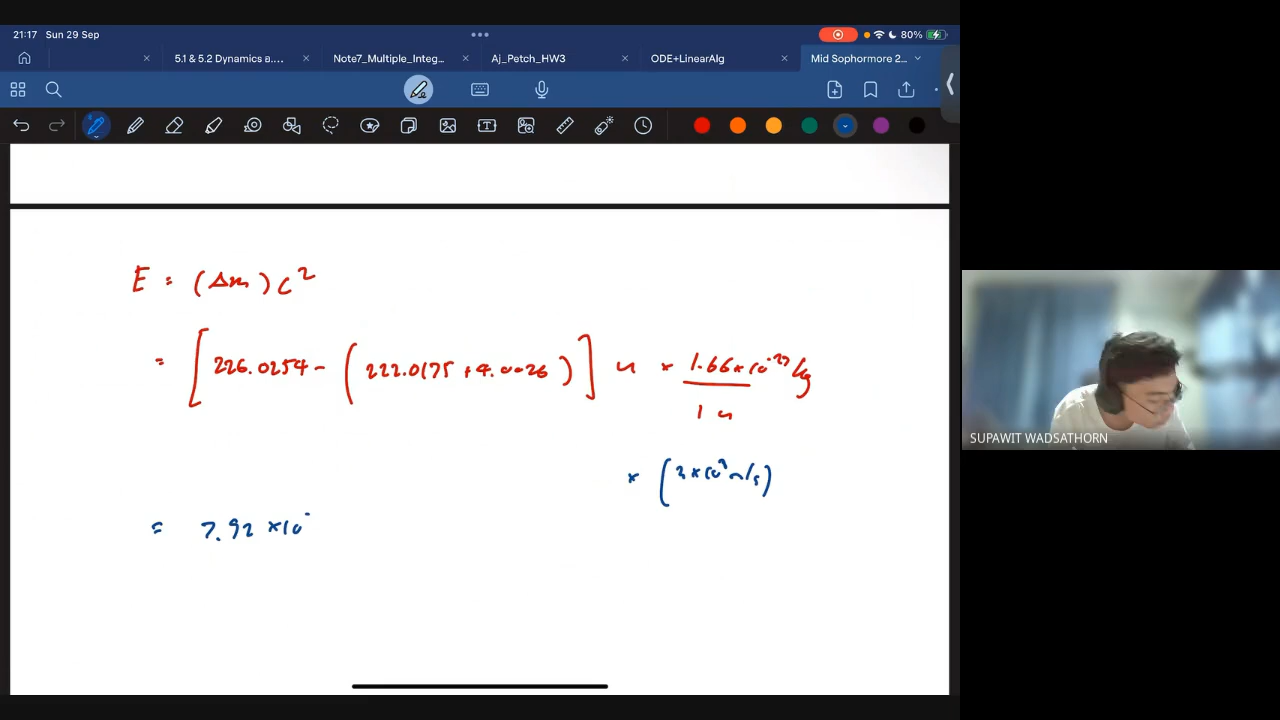 21:17 Sun 29 Sep
80%
5.1 & 5.2 Dynamics a....
Note7_Multiple_Integ...
Aj_Petch_HW3
ODE+LinearAlg
Mid Sophormore 2...
E = (Δm)c²
= [226.0254 - (222.0175 + 4.0026)] u × 1.66×10⁻²⁷ kg
1 u
× (3×10⁸ m/s)
= 7.92 ×10⁻
SUPAWIT WADSATHORN